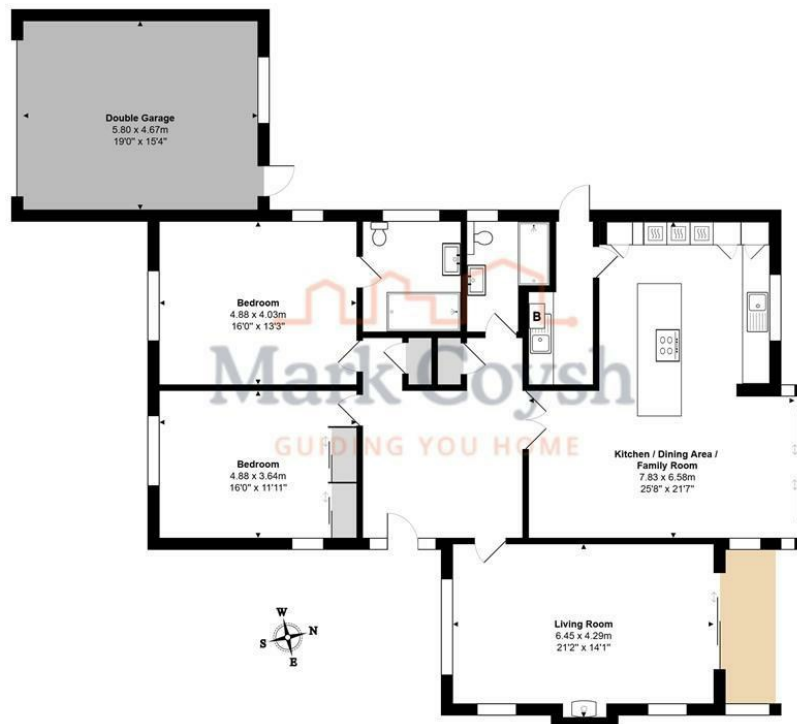 Double Garage
5.80 x 4.67m
19'0" x 15'4"
Bedroom
4.88 x 4.03m
16'0" x 13'3"
B
Mark Coysh
GUIDING YOU HOME
Bedroom
4.88 x 3.64m
16'0" x 11'11"
Kitchen / Dining Area /
Family Room
7.83 x 6.58m
25'8" x 21'7"
W
N
S
E
Living Room
6.45 x 4.29m
21'2" x 14'1"